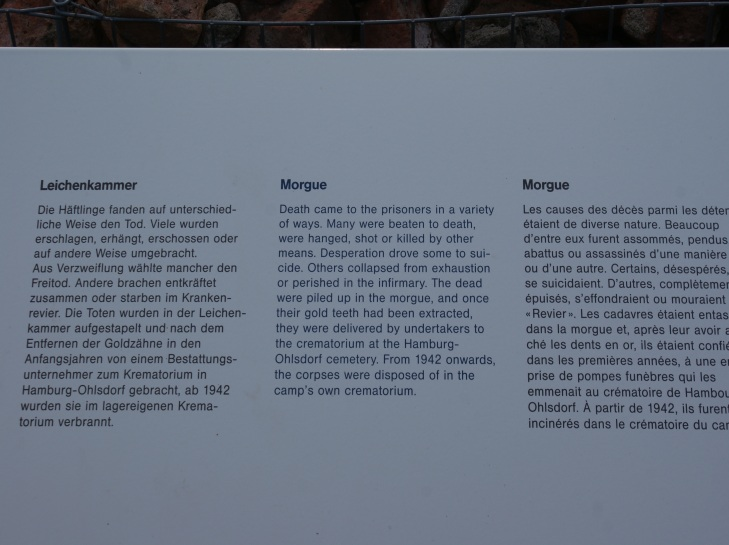 Leichenkammer
Die Häftlinge fanden auf unterschied-
liche Weise den Tod. Viele wurden
erschlagen, erhängt, erschossen oder
auf andere Weise umgebracht.
Aus Verzweiflung wählte mancher den
Freitod. Andere brachen entkräftet
zusammen oder starben im Kranken-
revier. Die Toten wurden in der Leichen-
kammer aufgestapelt und nach dem
Entfernen der Goldzähne in den
Anfangsjahren von einem Bestattungs-
unternehmer zum Krematorium in
Hamburg-Ohlsdorf gebracht, ab 1942
wurden sie im lagereigenen Krema-
torium verbrannt.
Morgue
Death came to the prisoners in a variety
of ways. Many were beaten to death,
were hanged, shot or killed by other
means. Desperation drove some to sui-
cide. Others collapsed from exhaustion
or perished in the infirmary. The dead
were piled up in the morgue, and once
their gold teeth had been extracted,
they were delivered by undertakers to
the crematorium at the Hamburg-
Ohlsdorf cemetery. From 1942 onwards,
the corpses were disposed of in the
camp's own crematorium.
Morgue
Les causes des décès parmi les déten
étaient de diverse nature. Beaucoup
d'entre eux furent assommés, pendus
abattus ou assassinés d'une manière
ou d'une autre. Certains, désespérés,
se suicidaient. D'autres, complètemen
épuisés, s'effondraient ou mouraient
«Revier». Les cadavres étaient entas
dans la morgue et, après leur avoir a
ché les dents en or, ils étaient confié
dans les premières années, à une e
prise de pompes funèbres qui les
emmenait au crématoire de Hambou
Ohlsdorf. À partir de 1942, ils furent
incinérés dans le crématoire du cam